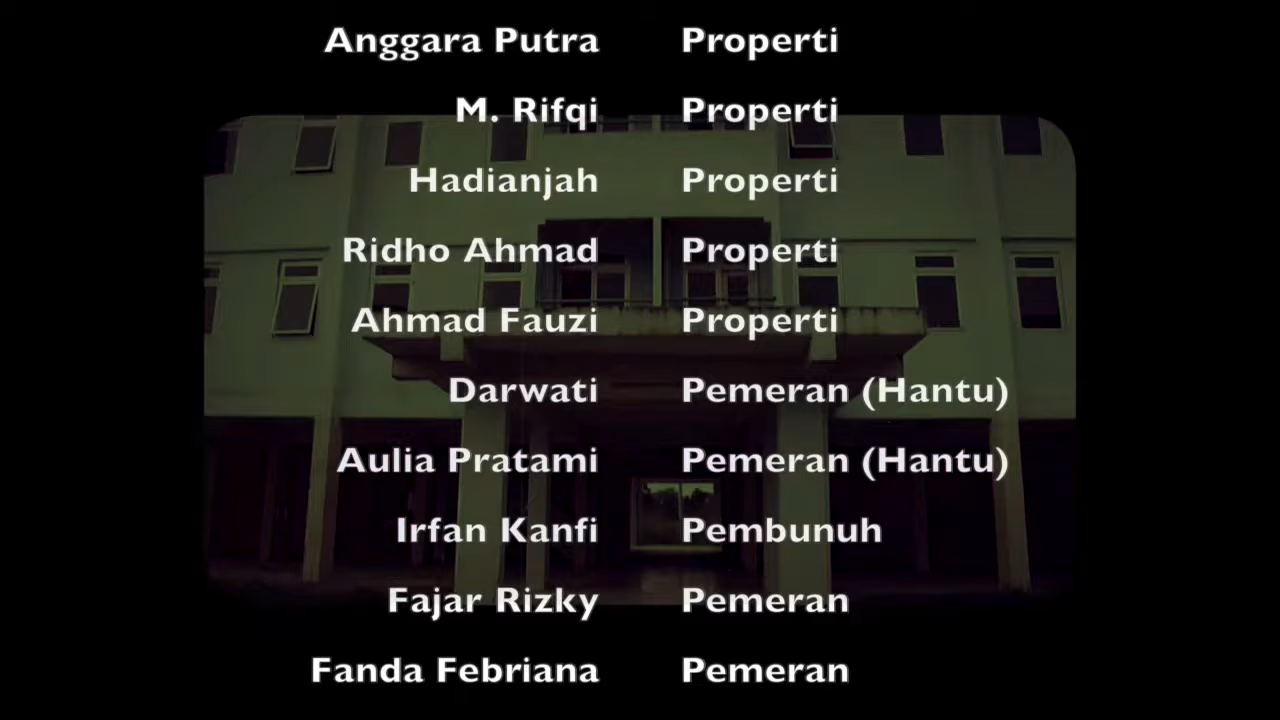 Anggara Putra Properti
M. Rifqi Properti
Hadianjah Properti
Ridho Ahmad Properti
Ahmad Fauzi Properti
Darwati Pemeran (Hantu)
Aulia Pratami Pemeran (Hantu)
Irfan Kanfi Pembunuh
Fajar Rizky Pemeran
Fanda Febriana Pemeran